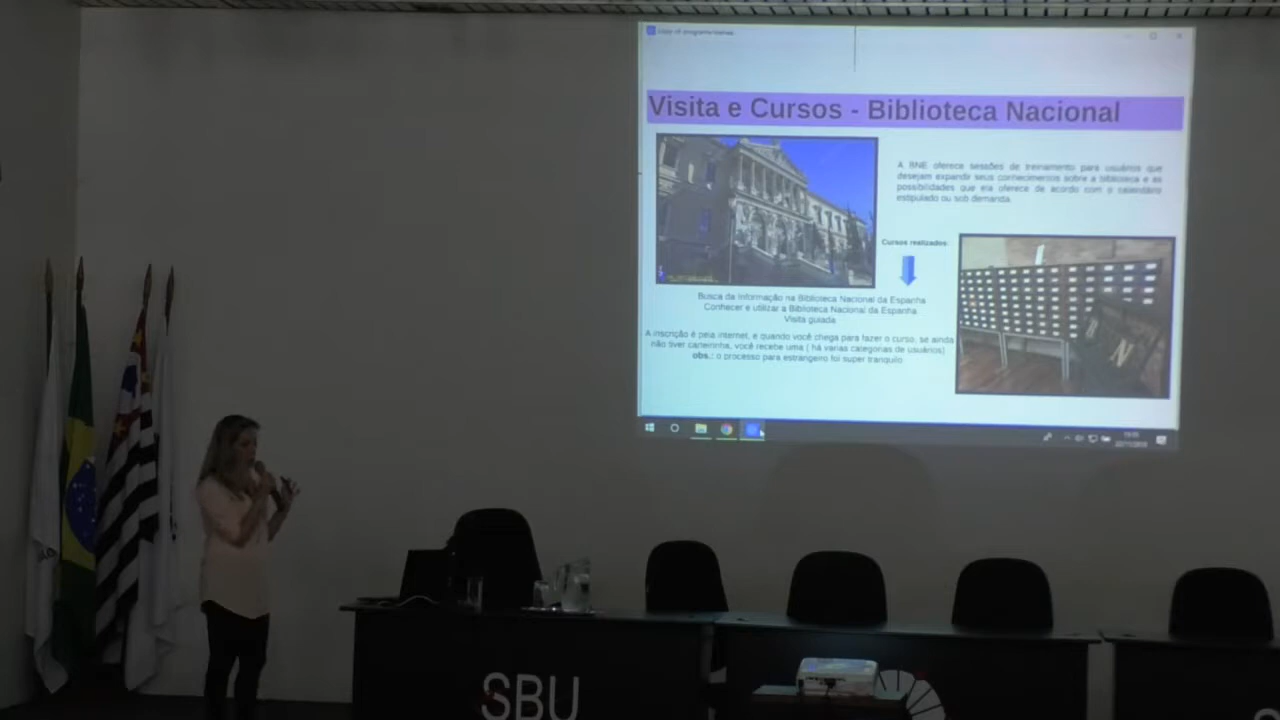 Visita e Cursos - Biblioteca Nacional
A BNE oferece sessões de treinamento para usuários que
desejam expandir seus conhecimentos sobre a biblioteca e as
possibilidades que ela oferece de acordo com o calendário
estipulado ou sob demanda.
Cursos realizados:
Busca da Informação na Biblioteca Nacional da Espanha
Conhecer e utilizar a Biblioteca Nacional da Espanha
Visita guiada
A inscrição é pela internet, e quando você chega para fazer o curso, se ainda
não tiver carteirinha, você recebe uma ( há varias categorias de usuários)
obs.: o processo para estrangeiro foi super tranquilo
N
SBU